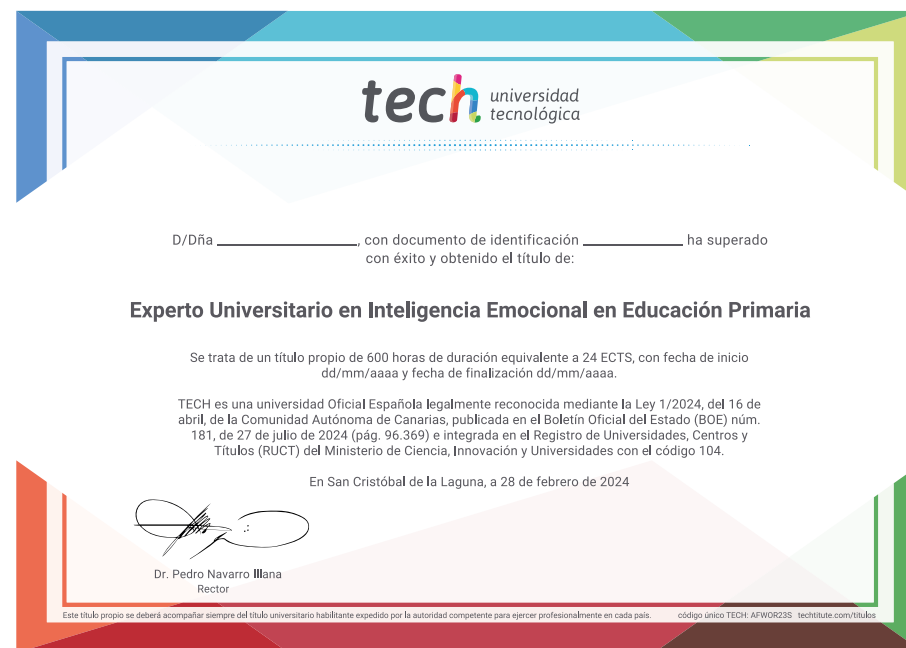 tech universidad
tecnológica
D/Dña ____________________, con documento de identificación ______________ ha superado
con éxito y obtenido el título de:
Experto Universitario en Inteligencia Emocional en Educación Primaria
Se trata de un título propio de 600 horas de duración equivalente a 24 ECTS, con fecha de inicio
dd/mm/aaaa y fecha de finalización dd/mm/aaaa.
TECH es una universidad Oficial Española legalmente reconocida mediante la Ley 1/2024, del 16 de
abril, de la Comunidad Autónoma de Canarias, publicada en el Boletín Oficial del Estado (BOE) núm.
181, de 27 de julio de 2024 (pág. 96.369) e integrada en el Registro de Universidades, Centros y
Títulos (RUCT) del Ministerio de Ciencia, Innovación y Universidades con el código 104.
En San Cristóbal de la Laguna, a 28 de febrero de 2024
Dr. Pedro Navarro Illana
Rector
Este título propio se deberá acompañar siempre del título universitario habilitante expedido por la autoridad competente para ejercer profesionalmente en cada país. código único TECH: AFWOR23S techtitute.com/titulos